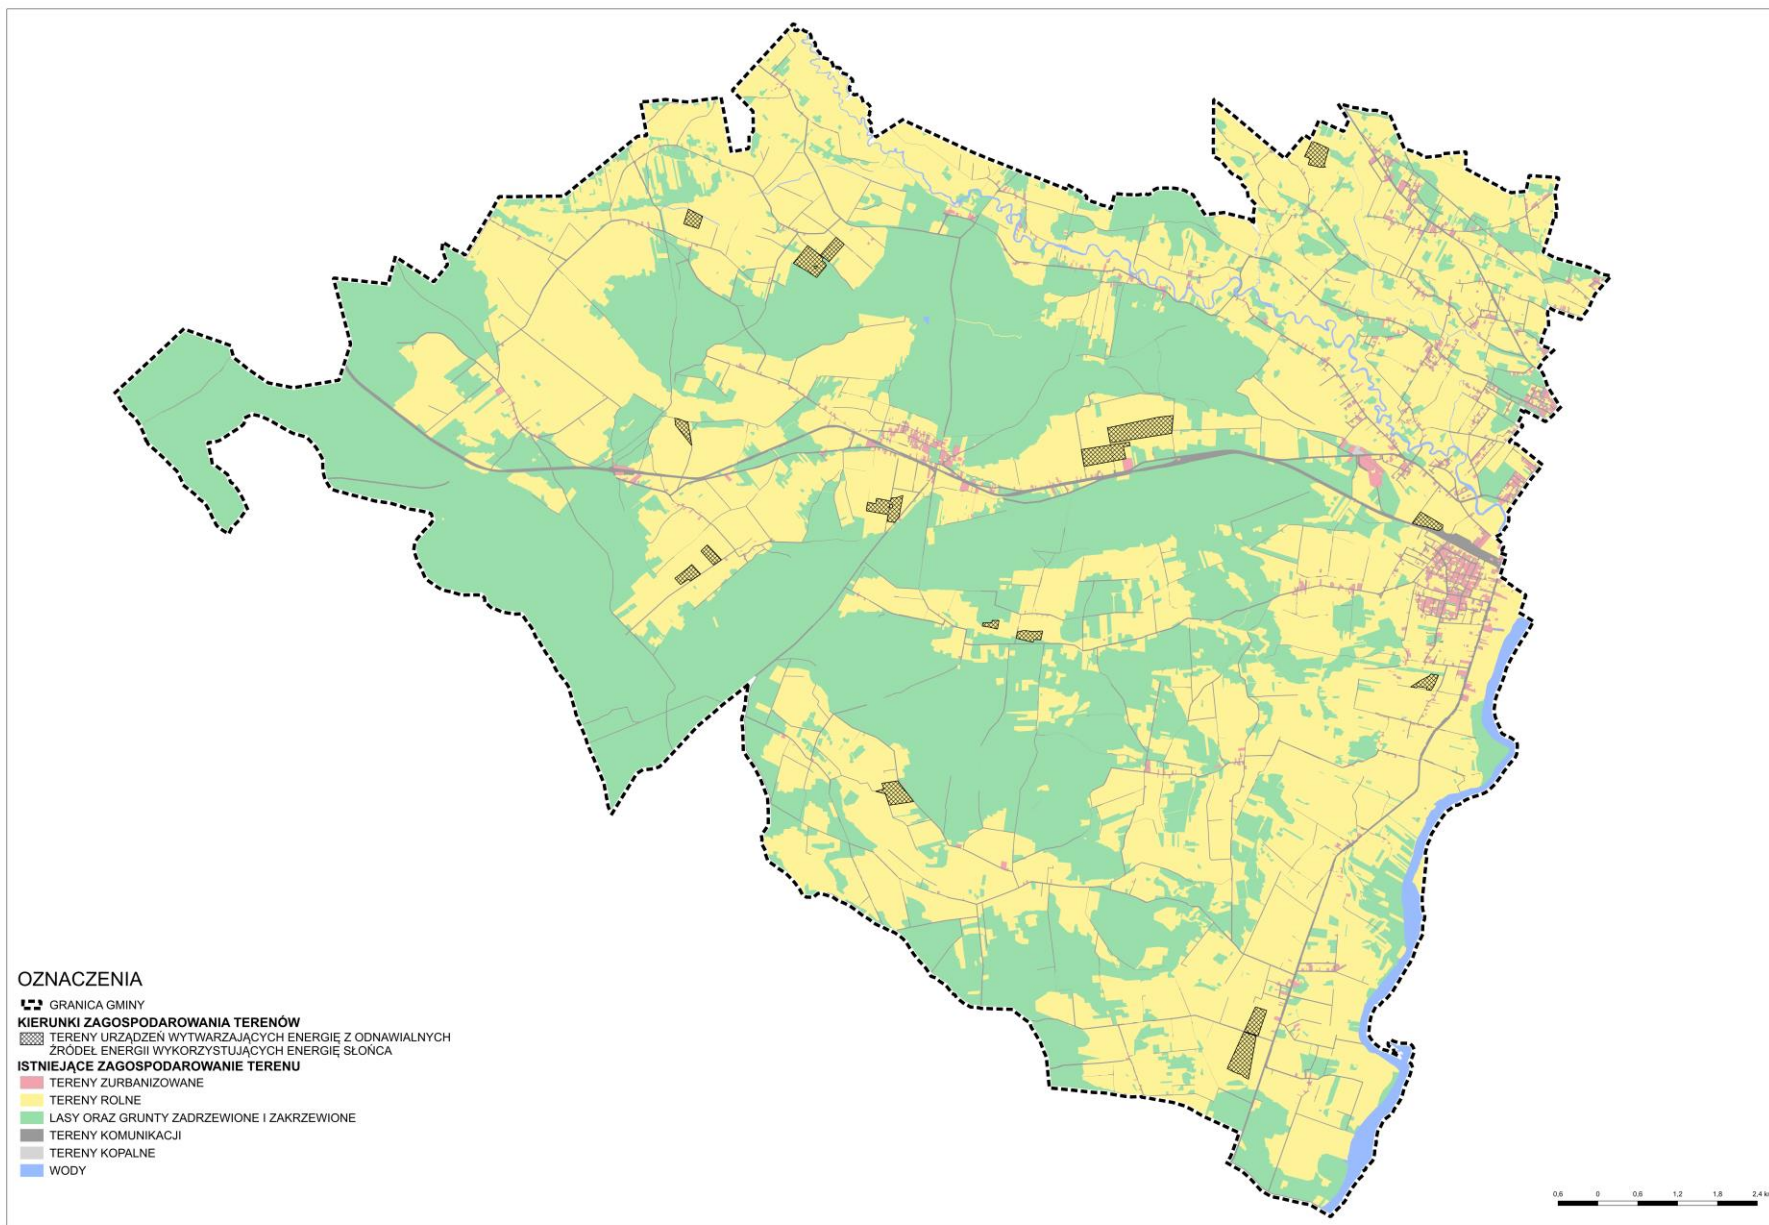 OZNACZENIA
GRANICA GMINY
KIERUNKI ZAGOSPODAROWANIA TERENÓW
TERENY URZĄDZEŃ WYTWARZAJĄCYCH ENERGIĘ Z ODNAWIALNYCH
ŹRÓDEŁ ENERGII WYKORZYSTUJĄCYCH ENERGIĘ SŁOŃCA
ISTNIEJĄCE ZAGOSPODAROWANIE TERENU
TERENY ZURBANIZOWANE
TERENY ROLNE
LASY ORAZ GRUNTY ZADRZEWIONE I ZAKRZEWIONE
TERENY KOMUNIKACJI
TERENY KOPALNE
WODY
0,6 0 0,6 1,2 1,8 2,4